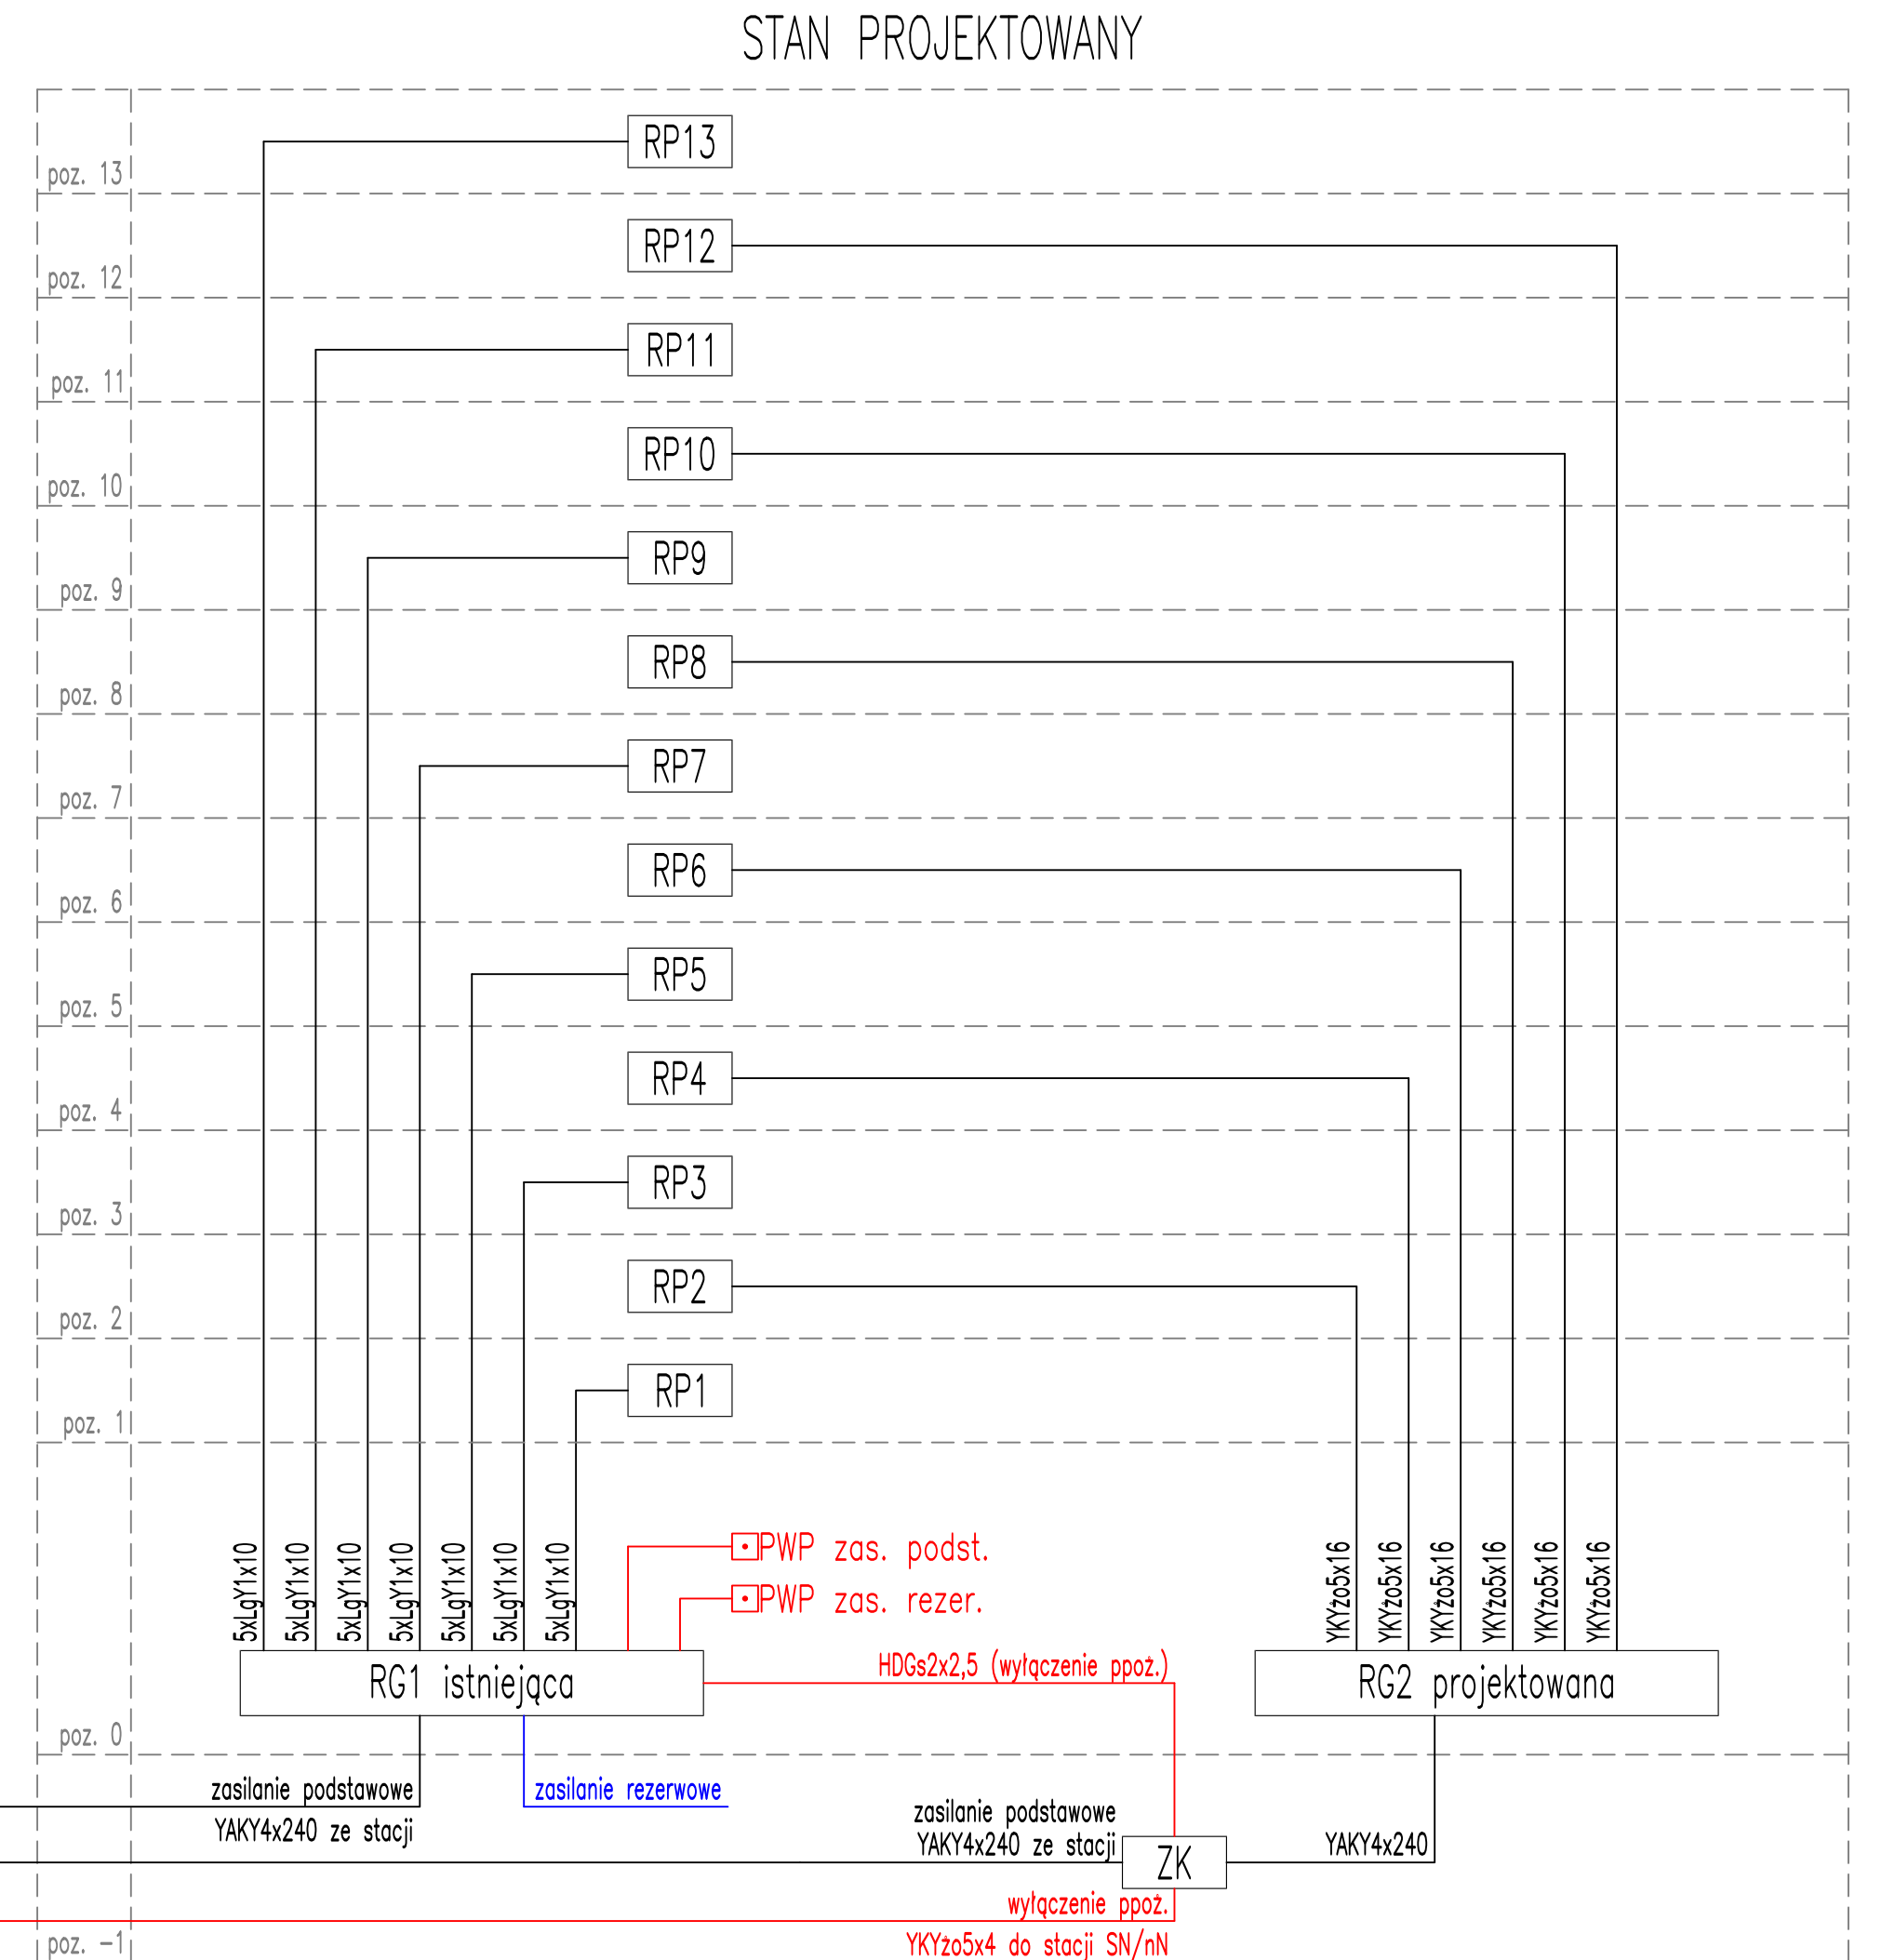 STAN PROJEKTOWANY
RP13
poz. 13
RP12
poz. 12
RP11
poz. 11
RP10
poz. 10
RP9
poz. 9
RP8
poz. 8
RP7
poz. 7
RP6
poz. 6
RP5
poz. 5
RP4
poz. 4
RP3
poz. 3
RP2
poz. 2
RP1
poz. 1
5xLgY1x10
5xLgY1x10
5xLgY1x10
5xLgY1x10
5xLgY1x10
5xLgY1x10
5xLgY1x10
PWP zas. podst.
PWP zas. rezer.
YKYżo5x16
YKYżo5x16
YKYżo5x16
YKYżo5x16
YKYżo5x16
YKYżo5x16
RG1 istniejąca
HDGs2x2,5 (wyłączenie ppoż.)
RG2 projektowana
poz. 0
zasilanie podstawowe
YAKY4x240 ze stacji
zasilanie rezerwowe
zasilanie podstawowe
YAKY4x240 ze stacji
ZK
YAKY4x240
wyłączenie ppoż.
YKYżo5x4 do stacji SN/nN
poz. -1